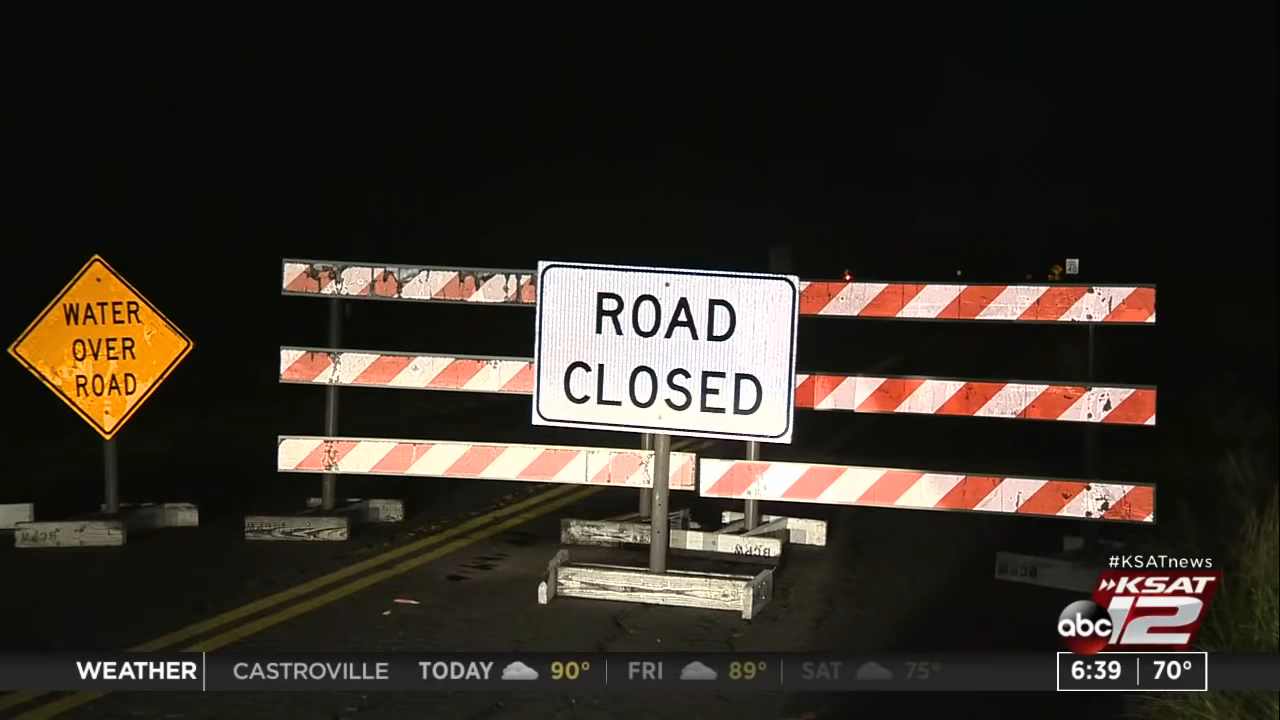 WATER
OVER
ROAD
ROAD
CLOSED
BCPW
#KSATnews
KSAT
abc 12
WEATHER CASTROVILLE TODAY 90° FRI 89° SAT 75°
6:39 70°